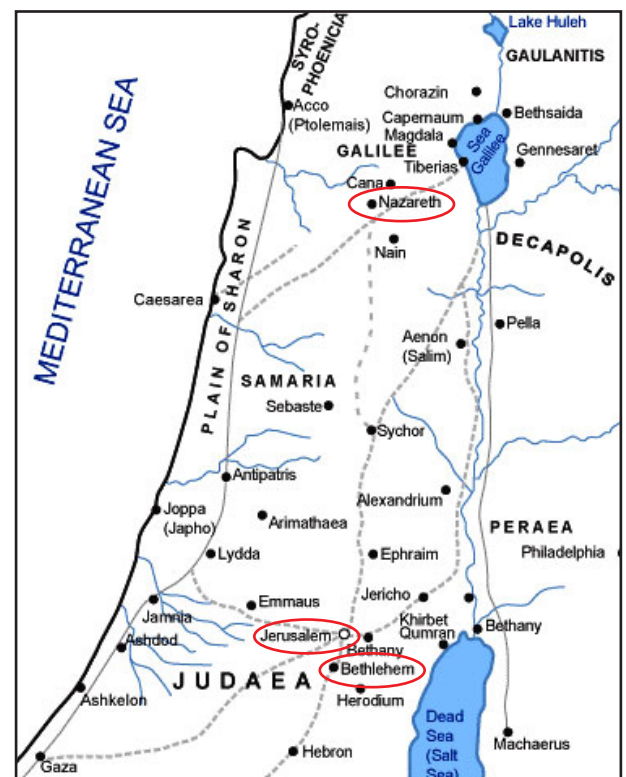 Lake Huleh
SYRO-
PHOENICIA
GAULANITIS
MEDITERRANEAN SEA
Chorazin
Acco
(Ptolemais)
Capernaum
Bethsaida
Magdala
Sea
Galilee
GALILEE
Gennesaret
Tiberias
Cana
Nazareth
Nain
DECAPOLIS
PLAIN OF SHARON
Caesarea
Pella
Aenon
(Salim)
SAMARIA
Sebaste
Sychor
Antipatris
Alexandrium
Joppa
(Japho)
Arimathaea
PERAEA
Lydda
Ephraim
Philadelphia
Jericho
Emmaus
Jamnia
Khirbet
Qumran
Bethany
Jerusalem
Ashdod
Bethany
Bethlehem
JUDAEA
Ashkelon
Herodium
Dead
Sea
(Salt
Sea)
Machaerus
Hebron
Gaza